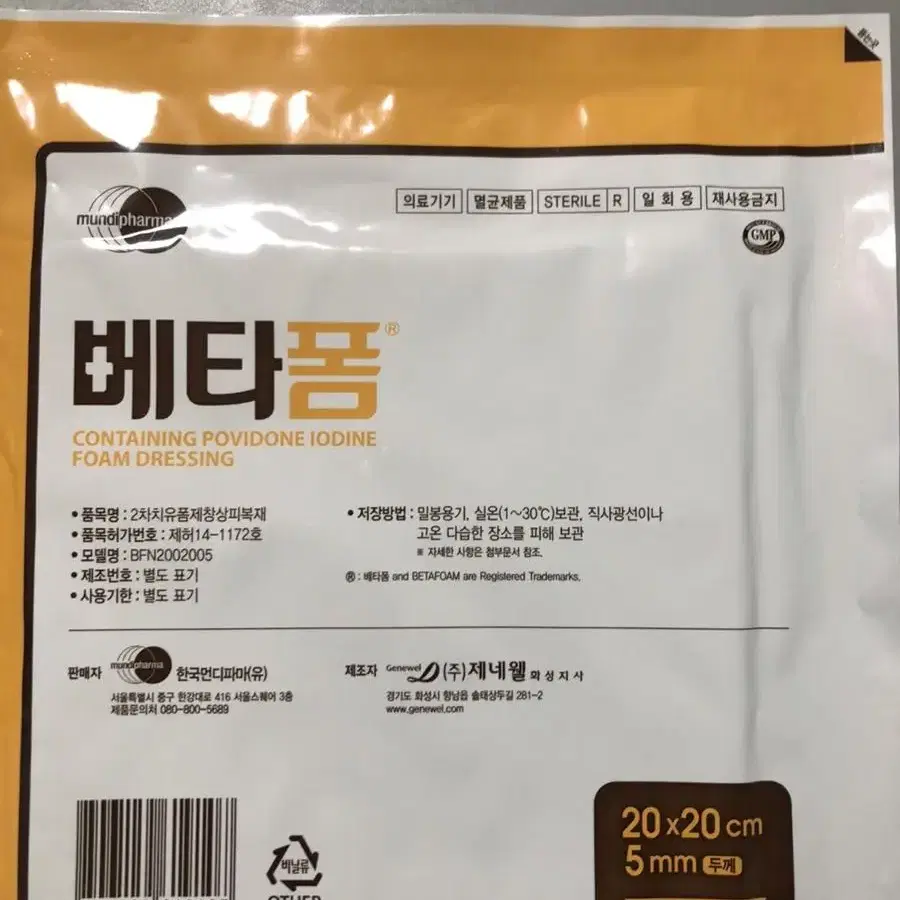 뜯는곳
mundipharma
의료기기 멸균제품 STERILE R 일회용 재사용금지
GMP
베타폼®
CONTAINING POVIDONE IODINE
FOAM DRESSING
• 품목명 : 2차치유폼제창상피복재
• 품목허가번호 : 제허14-1172호
• 모델명 : BFN2002005
• 제조번호 : 별도 표기
• 사용기한 : 별도 표기
• 저장방법 : 밀봉용기, 실온(1~30℃)보관, 직사광선이나
고온 다습한 장소를 피해 보관
※ 자세한 사항은 첨부문서 참조.
® : 베타폼 and BETAFOAM are Registered Trademarks.
판매자 mundipharma 한국먼디파마(유)
서울특별시 중구 한강대로 416 서울스퀘어 3층
제품문의처 080-800-5689
제조자 Genewel (주)제네웰 화성지사
경기도 화성시 향남읍 솔태상두길 281-2
www.genewel.com
비닐류
OTHER
20x20 cm
5 mm 두께